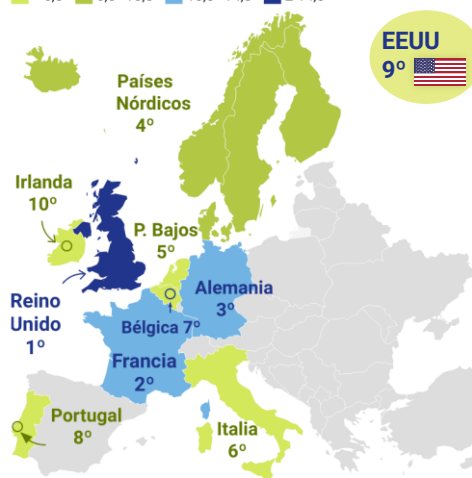 EEUU
9º
Países
Nórdicos
4º
Irlanda
10º
P. Bajos
5º
Reino
Unido
1º
Alemania
3º
Bélgica 7º
Francia
2º
Portugal
8º
Italia
6º